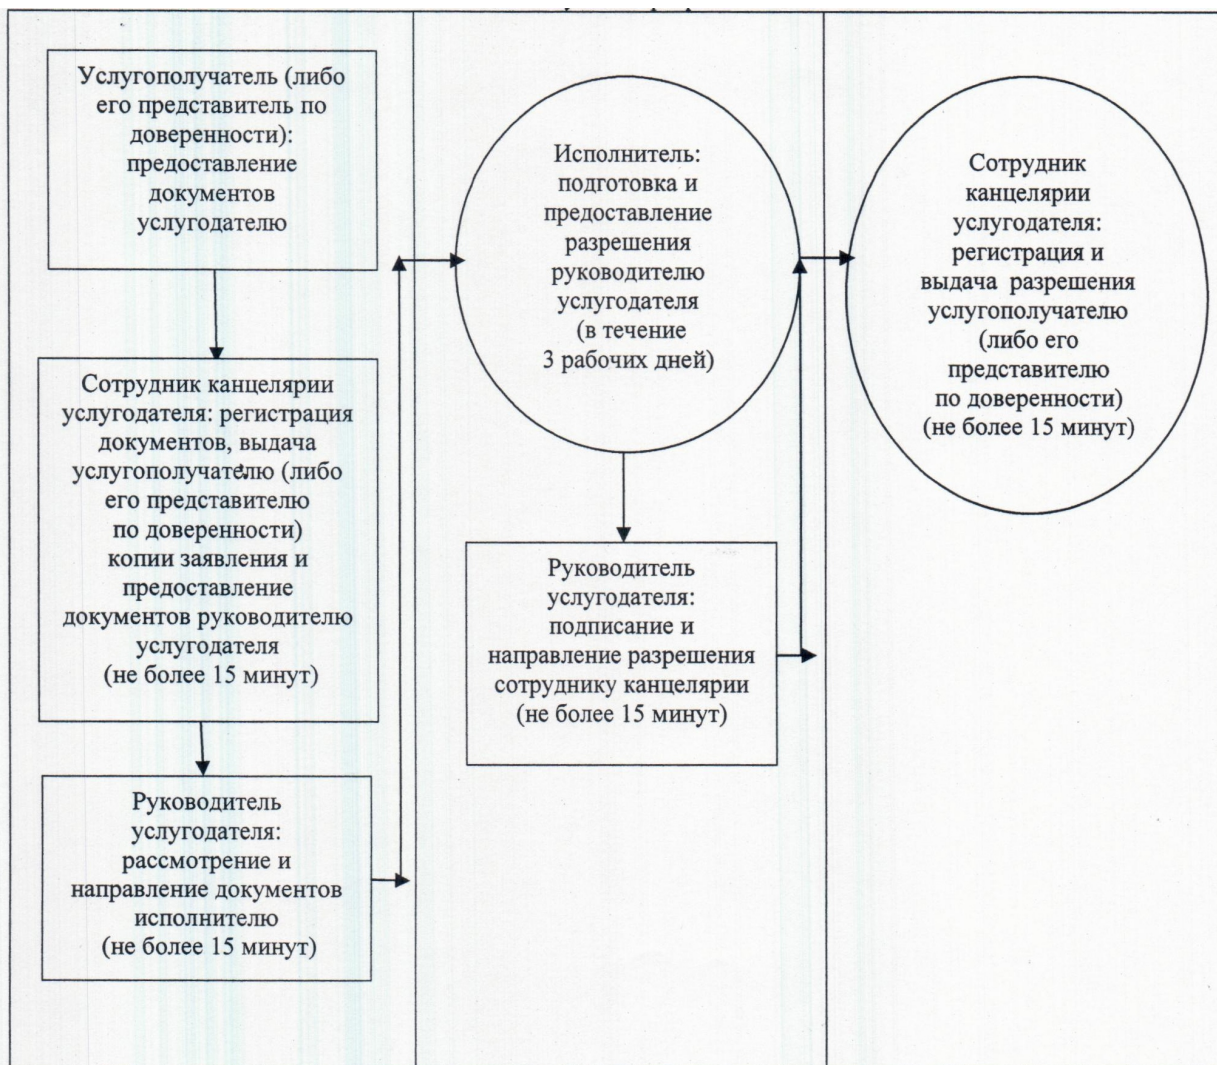 Услугополучатель (либо
его представитель по
доверенности):
предоставление
документов
услугодателю
Сотрудник канцелярии
услугодателя: регистрация
документов, выдача
услугополучателю (либо
его представителю
по доверенности)
копии заявления и
предоставление
документов руководителю
услугодателя
(не более 15 минут)
Руководитель
услугодателя:
рассмотрение и
направление документов
исполнителю
(не более 15 минут)
Исполнитель:
подготовка и
предоставление
разрешения
руководителю
услугодателя
(в течение
3 рабочих дней)
Руководитель
услугодателя:
подписание и
направление разрешения
сотруднику канцелярии
(не более 15 минут)
Сотрудник
канцелярии
услугодателя:
регистрация и
выдача разрешения
услугополучателю
(либо его
представителю
по доверенности)
(не более 15 минут)